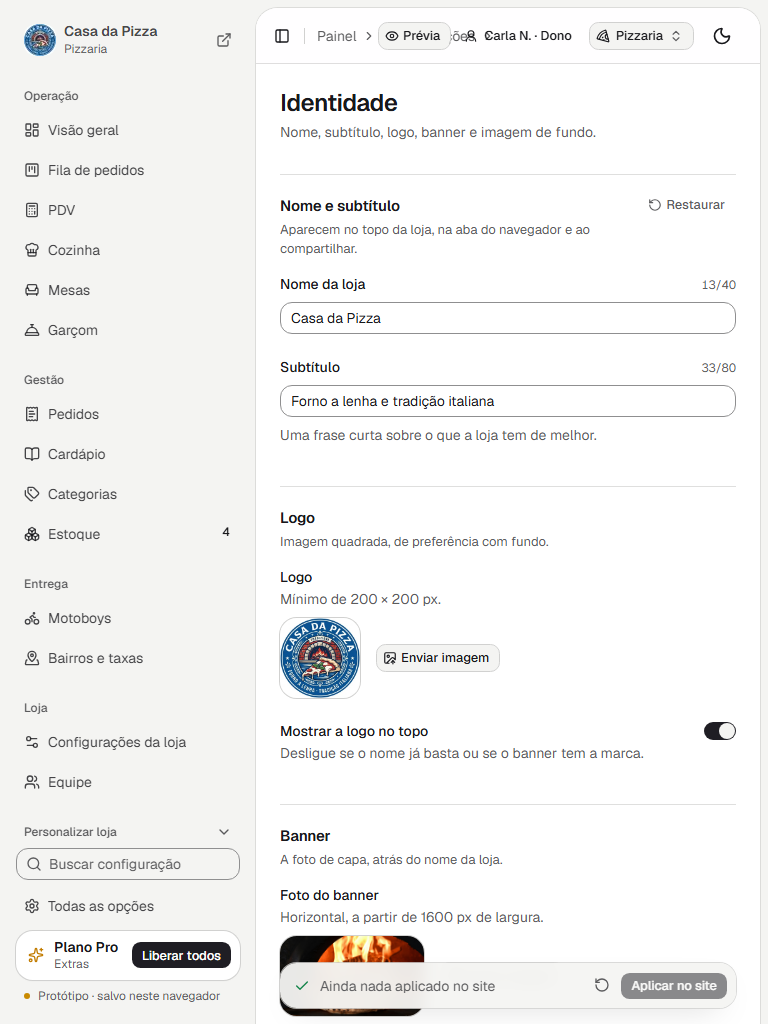 Casa da Pizza
Pizzaria
Operação
Visão geral
Fila de pedidos
PDV
Cozinha
Mesas
Garçom
Gestão
Pedidos
Cardápio
Categorias
Estoque 4
Entrega
Motoboys
Bairros e taxas
Loja
Configurações da loja
Equipe
Personalizar loja
Buscar configuração
Todas as opções
Plano Pro
Extras
Liberar todos
Protótipo · salvo neste navegador
Painel Prévia Carla N. · Dono Pizzaria
Identidade
Nome, subtítulo, logo, banner e imagem de fundo.
Nome e subtítulo Restaurar
Aparecem no topo da loja, na aba do navegador e ao
compartilhar.
Nome da loja 13/40
Casa da Pizza
Subtítulo 33/80
Forno a lenha e tradição italiana
Uma frase curta sobre o que a loja tem de melhor.
Logo
Imagem quadrada, de preferência com fundo.
Logo
Mínimo de 200 × 200 px.
CASA DA PIZZA
Enviar imagem
Mostrar a logo no topo
Desligue se o nome já basta ou se o banner tem a marca.
Banner
A foto de capa, atrás do nome da loja.
Foto do banner
Horizontal, a partir de 1600 px de largura.
Ainda nada aplicado no site Aplicar no site